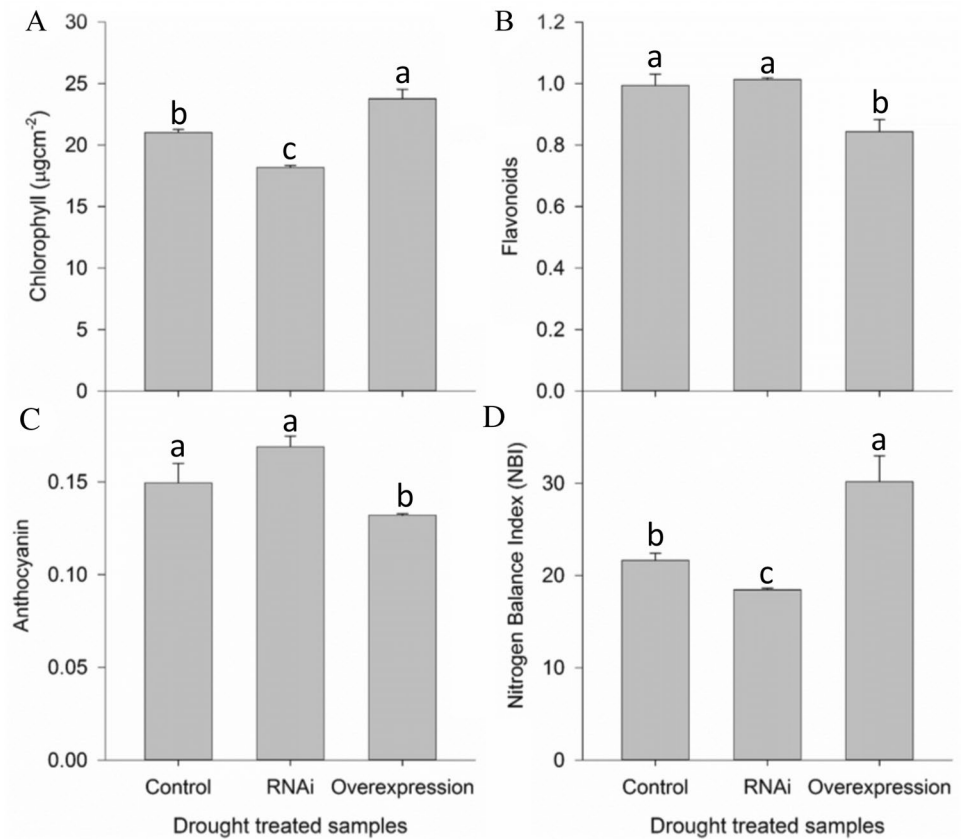 A
30
25
20
15
10
5
0
Chlorophyll (µgcm-2)
b
c
a
B
1.2
1.0
0.8
0.6
0.4
0.2
0.0
Flavonoids
a
a
b
C
0.15
0.10
0.05
0.00
Anthocyanin
a
a
b
Control RNAi Overexpression
Drought treated samples
D
30
20
10
0
Nitrogen Balance Index (NBI)
b
c
a
Control RNAi Overexpression
Drought treated samples